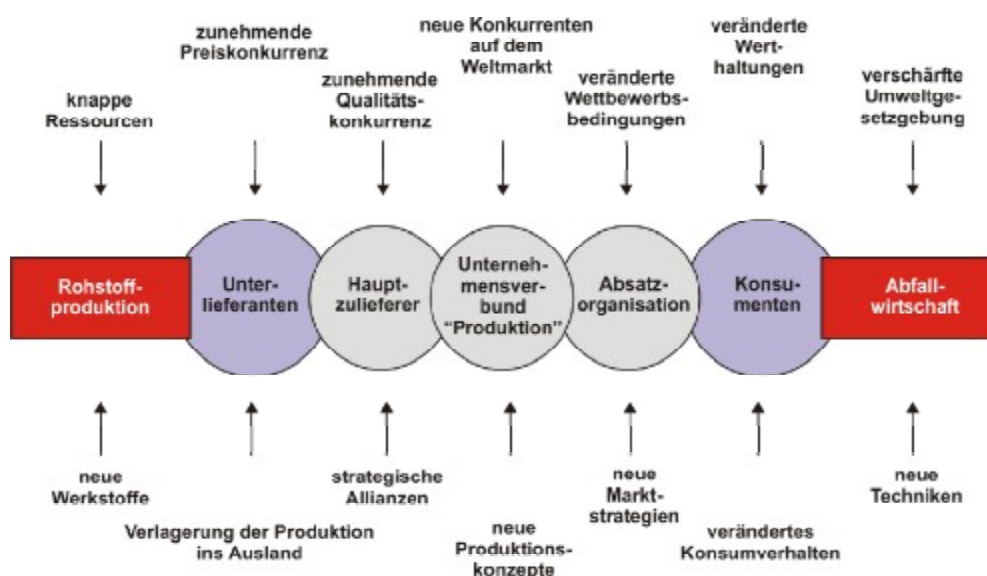 knappe
Ressourcen
zunehmende
Preiskonkurrenz
zunehmende
Qualitäts-
konkurrenz
neue Konkurrenten
auf dem
Weltmarkt
veränderte
Wettbewerbs-
bedingungen
veränderte
Wert-
haltungen
verschärfte
Umweltge-
setzgebung
Rohstoff-
produktion
Unter-
lieferanten
Haupt-
zulieferer
Unterneh-
mensver-
bund
"Produktion"
Absatz-
organisation
Konsu-
menten
Abfall-
wirtschaft
neue
Werkstoffe
Verlagerung der Produktion
ins Ausland
strategische
Allianzen
neue
Produktions-
konzepte
neue
Markt-
strategien
verändertes
Konsumverhalten
neue
Techniken